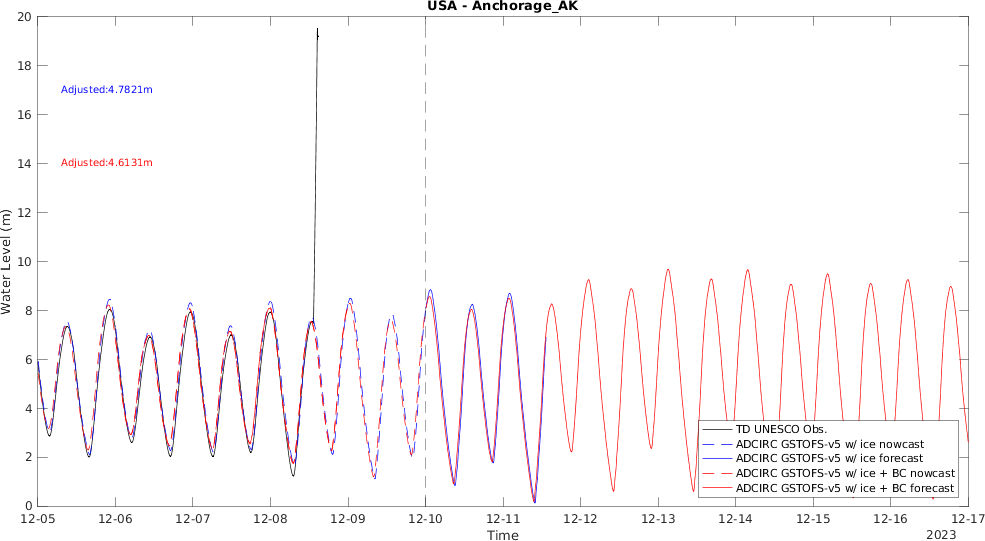 USA - Anchorage_AK
20
18
16
14
12
10
8
6
4
2
0
Water Level (m)
Adjusted:4.7821m
Adjusted:4.6131m
TD UNESCO Obs.
ADCIRC GSTOFS-v5 w/ ice nowcast
ADCIRC GSTOFS-v5 w/ ice forecast
ADCIRC GSTOFS-v5 w/ ice + BC nowcast
ADCIRC GSTOFS-v5 w/ ice + BC forecast
12-05 12-06 12-07 12-08 12-09 12-10 12-11 12-12 12-13 12-14 12-15 12-16 12-17
Time
2023